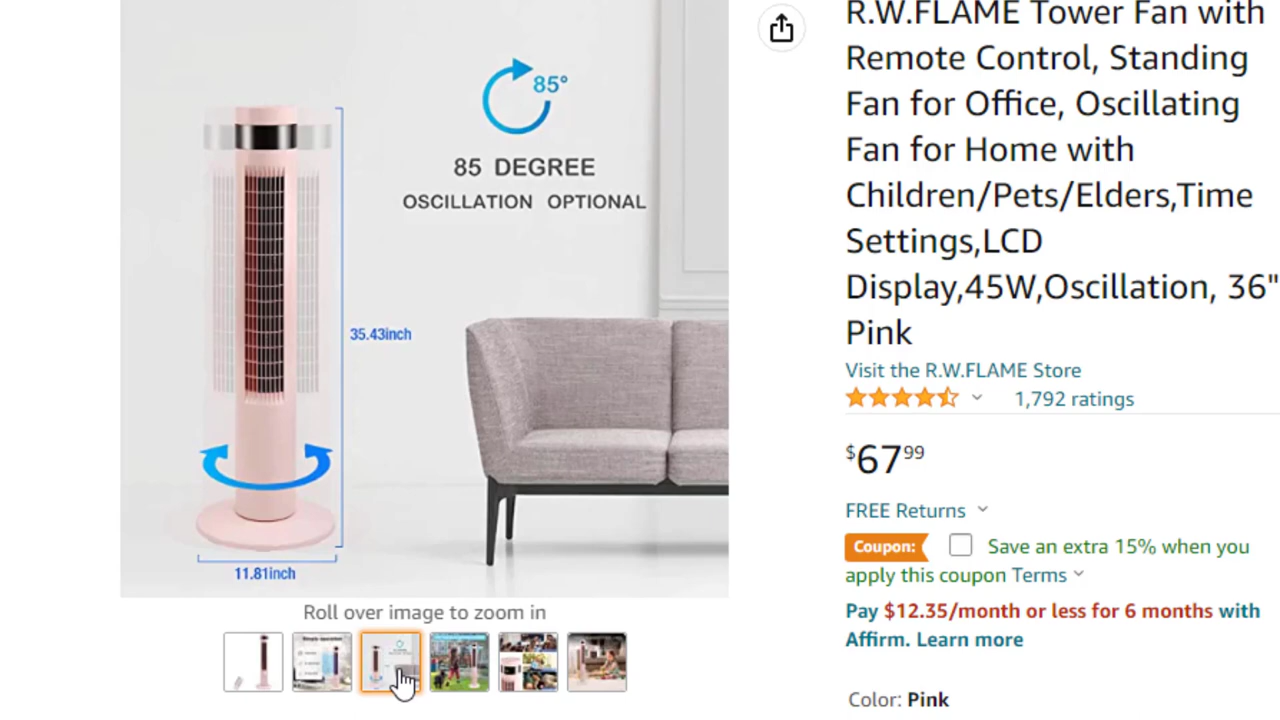 85°
85 DEGREE
OSCILLATION OPTIONAL
35.43inch
11.81inch
Roll over image to zoom in
R.W.FLAME Tower Fan with
Remote Control, Standing
Fan for Office, Oscillating
Fan for Home with
Children/Pets/Elders,Time
Settings,LCD
Display,45W,Oscillation, 36"
Pink
Visit the R.W.FLAME Store
1,792 ratings
$67.99
FREE Returns
Coupon: Save an extra 15% when you
apply this coupon Terms
Pay $12.35/month or less for 6 months with
Affirm. Learn more
Color: Pink